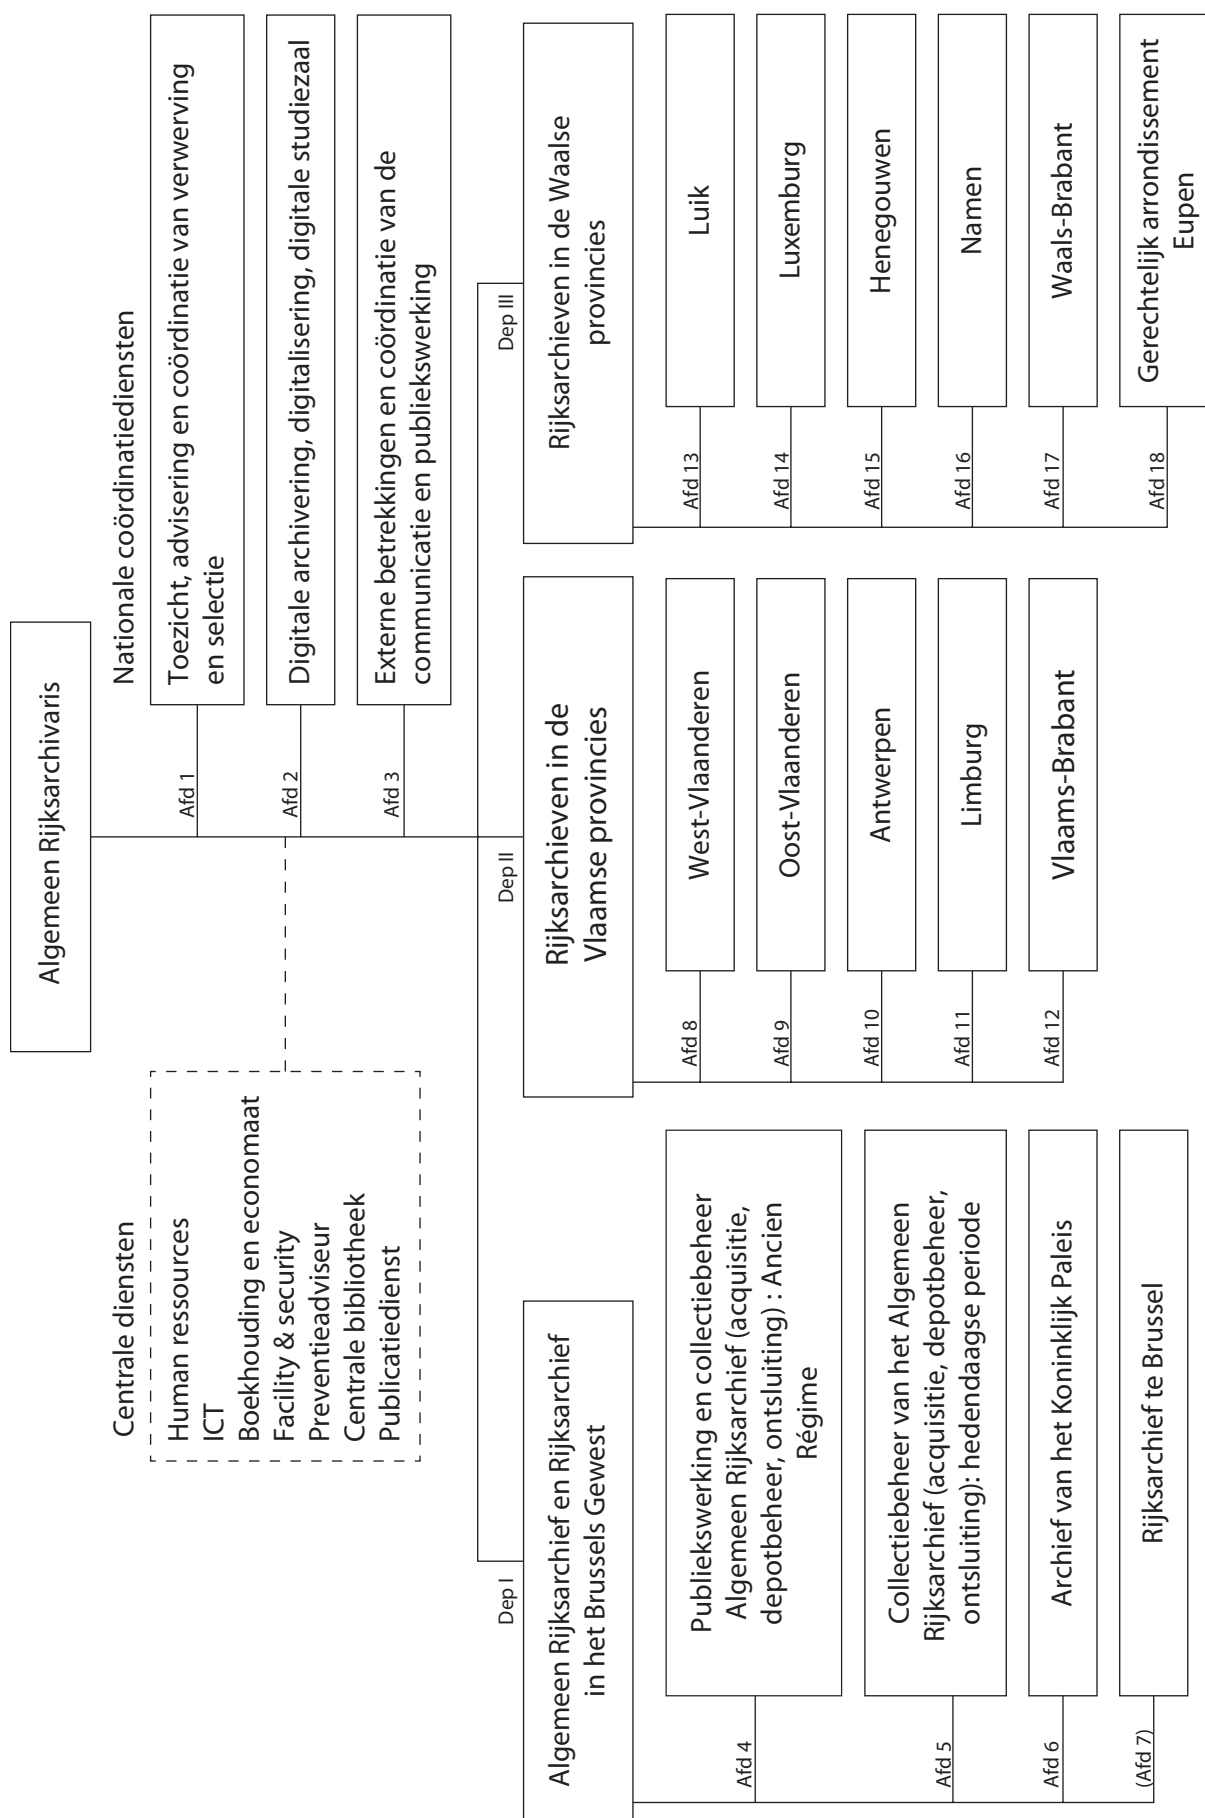 Algemeen Rijksarchivaris
Centrale diensten
Human ressources
ICT
Boekhouding en economaat
Facility & security
Preventieadviseur
Centrale bibliotheek
Publicatiedienst
Nationale coördinatiediensten
Afd 1
Toezicht, advisering en coördinatie van verwerving
en selectie
Afd 2
Digitale archivering, digitalisering, digitale studiezaal
Afd 3
Externe betrekkingen en coördinatie van de
communicatie en publiekswerking
Dep I
Algemeen Rijksarchief en Rijksarchief
in het Brussels Gewest
Afd 4
Publiekswerking en collectiebeheer
Algemeen Rijksarchief (acquisitie,
depotbeheer, ontsluiting) : Ancien
Régime
Afd 5
Collectiebeheer van het Algemeen
Rijksarchief (acquisitie, depotbeheer,
ontsluiting): hedendaagse periode
Afd 6
Archief van het Koninklijk Paleis
(Afd 7)
Rijksarchief te Brussel
Dep II
Rijksarchieven in de
Vlaamse provincies
Afd 8
West-Vlaanderen
Afd 9
Oost-Vlaanderen
Afd 10
Antwerpen
Afd 11
Limburg
Afd 12
Vlaams-Brabant
Dep III
Rijksarchieven in de Waalse
provincies
Afd 13
Luik
Afd 14
Luxemburg
Afd 15
Henegouwen
Afd 16
Namen
Afd 17
Waals-Brabant
Afd 18
Gerechtelijk arrondissement
Eupen